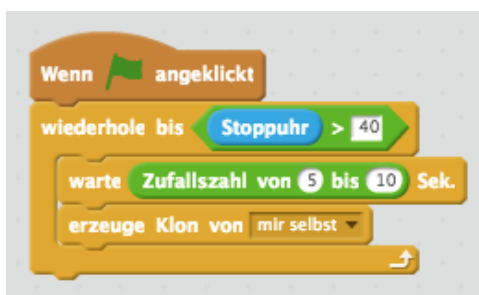 Wenn angeklickt
wiederhole bis Stoppuhr > 40
warte Zufallszahl von 5 bis 10 Sek.
erzeuge Klon von mir selbst